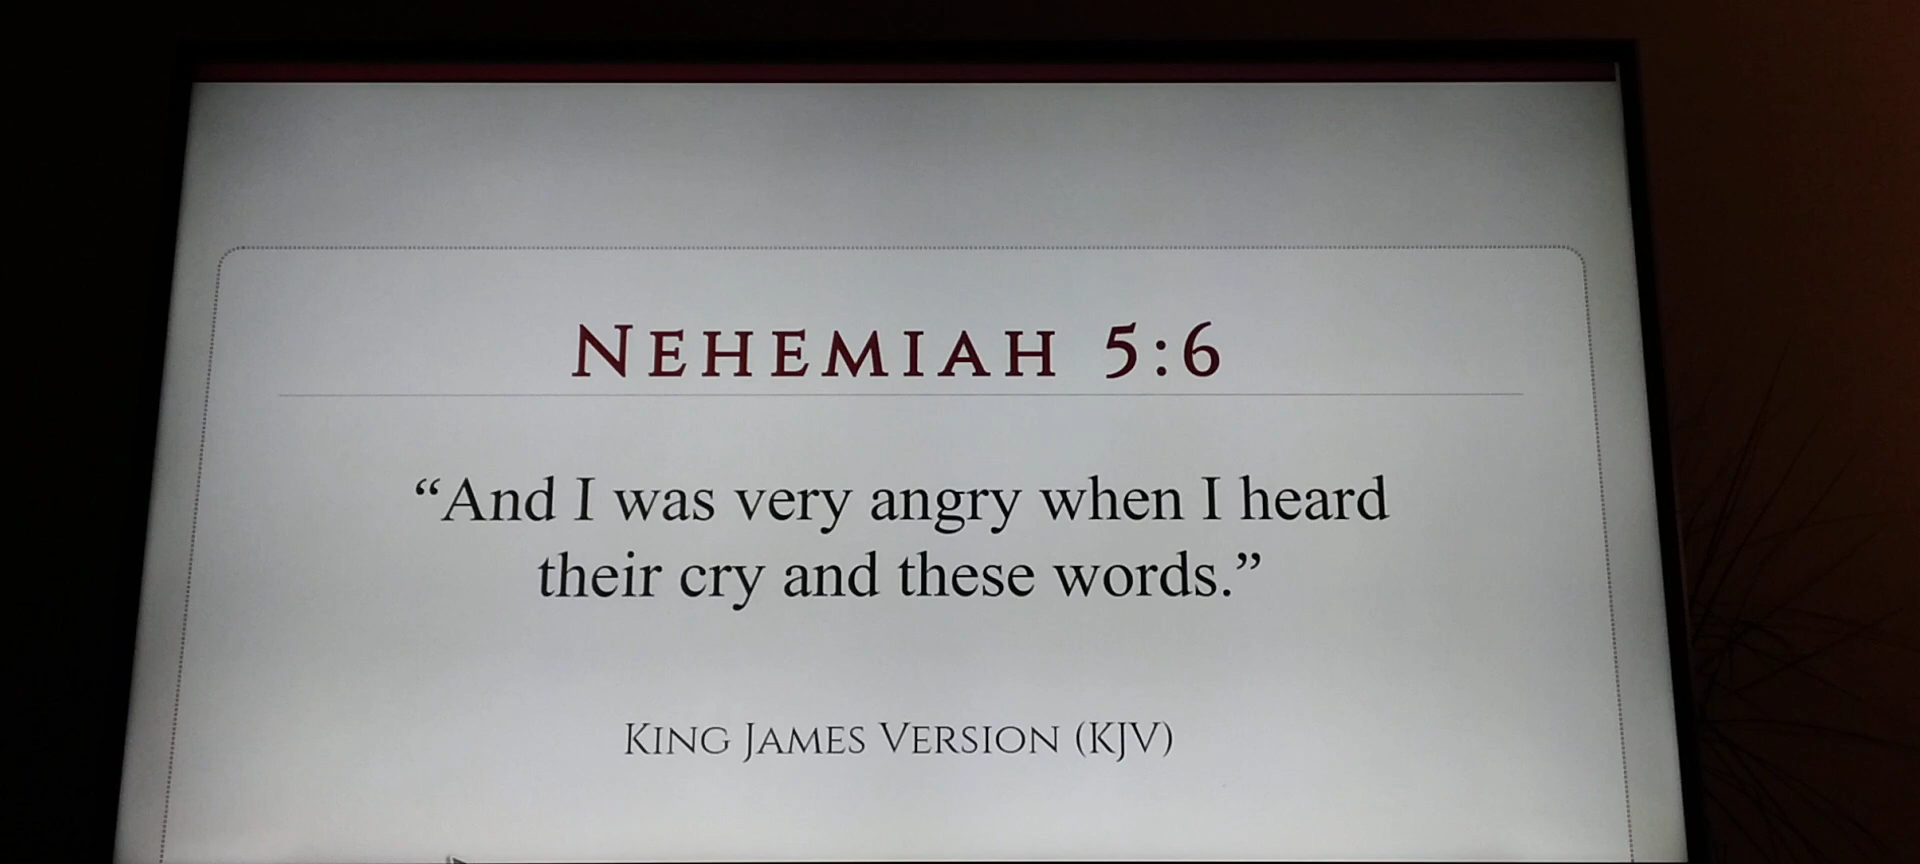 NEHEMIAH 5:6
“And I was very angry when I heard
their cry and these words.”
KING JAMES VERSION (KJV)